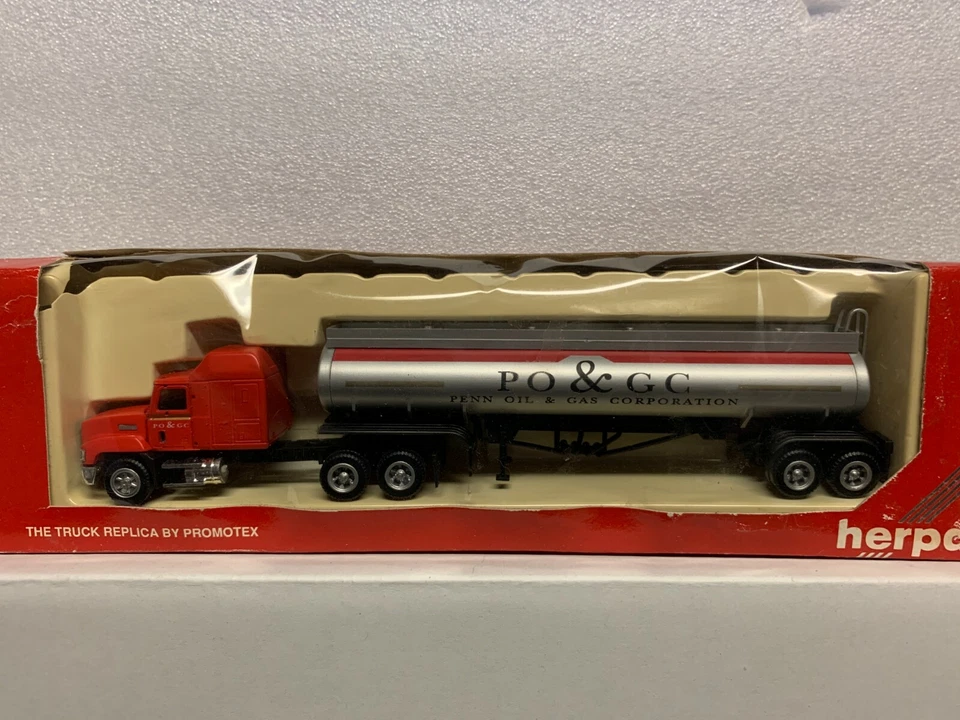 PO & GC
PENN OIL & GAS CORPORATION
PO&GC
THE TRUCK REPLICA BY PROMOTEX
herpa